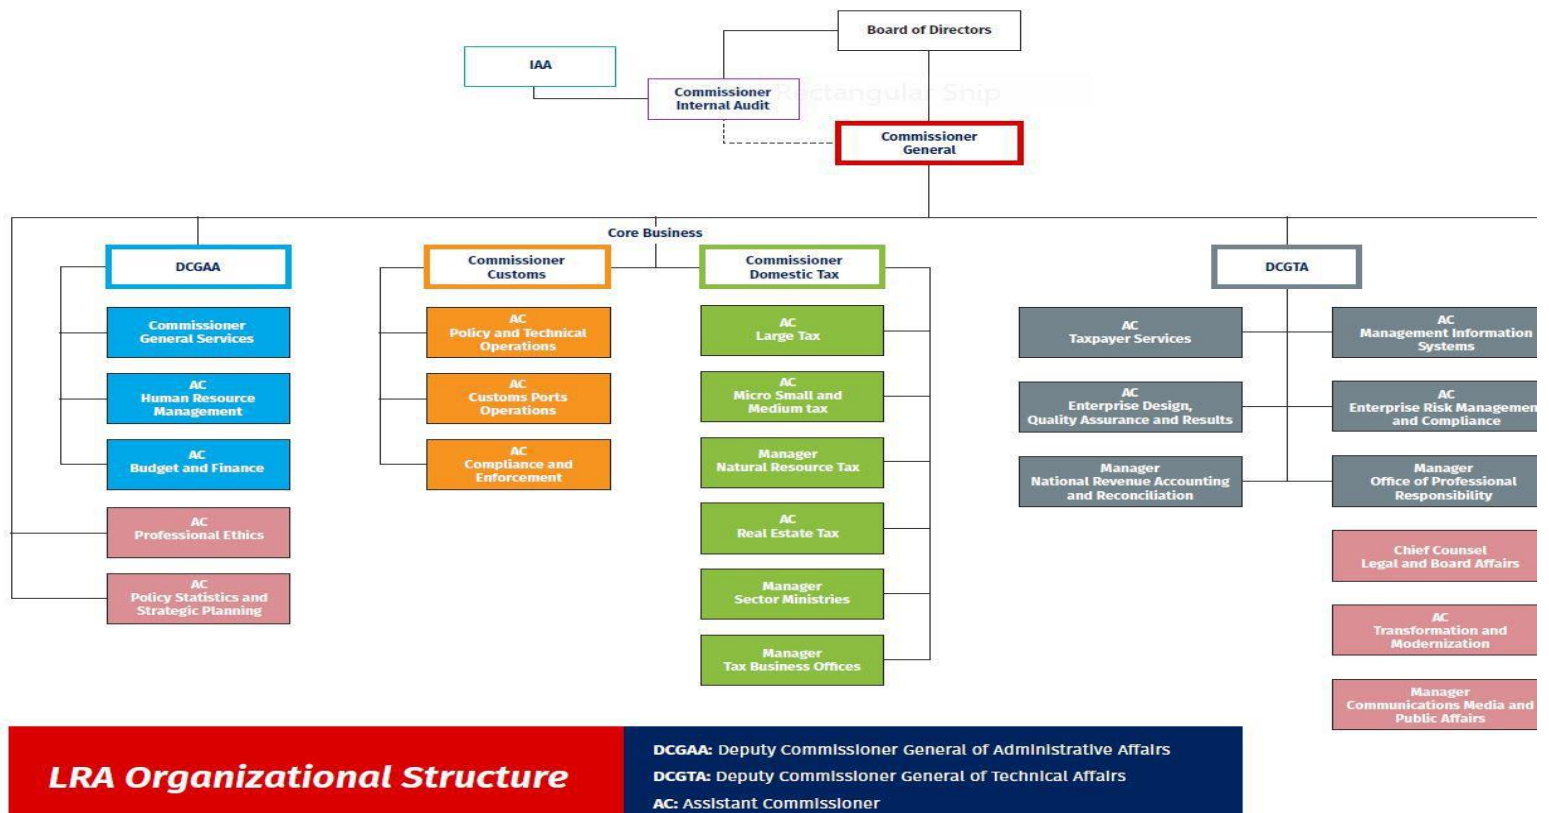 Board of Directors
IAA
Commissioner
Internal Audit
Rectangular Ship
Commissioner
General
Core Business
DCGAA
Commissioner
General Services
AC
Human Resource
Management
AC
Budget and Finance
AC
Professional Ethics
AC
Policy Statistics and
Strategic Planning
Commissioner
Customs
AC
Policy and Technical
Operations
AC
Customs Ports
Operations
AC
Compliance and
Enforcement
Commissioner
Domestic Tax
AC
Large Tax
AC
Micro Small and
Medium tax
Manager
Natural Resource Tax
AC
Real Estate Tax
Manager
Sector Ministries
Manager
Tax Business Offices
DCGTA
AC
Taxpayer Services
AC
Enterprise Design,
Quality Assurance and Results
Manager
National Revenue Accounting
and Reconciliation
AC
Management Information
Systems
AC
Enterprise Risk Management
and Compliance
Manager
Office of Professional
Responsibility
Chief Counsel
Legal and Board Affairs
AC
Transformation and
Modernization
Manager
Communications Media and
Public Affairs
LRA Organizational Structure
DCGAA: Deputy Commissioner General of Administrative Affairs
DCGTA: Deputy Commissioner General of Technical Affairs
AC: Assistant Commissioner